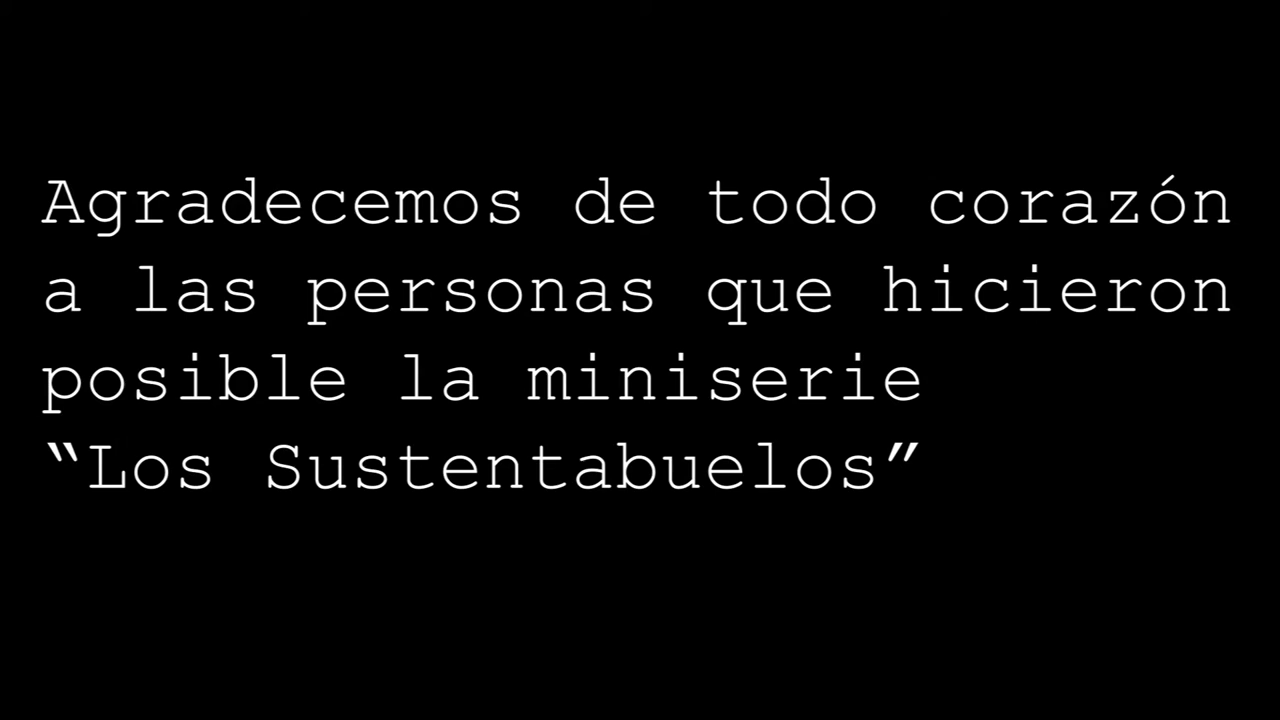 Agradecemos de todo corazón
a las personas que hicieron
posible la miniserie
“Los Sustentabuelos”